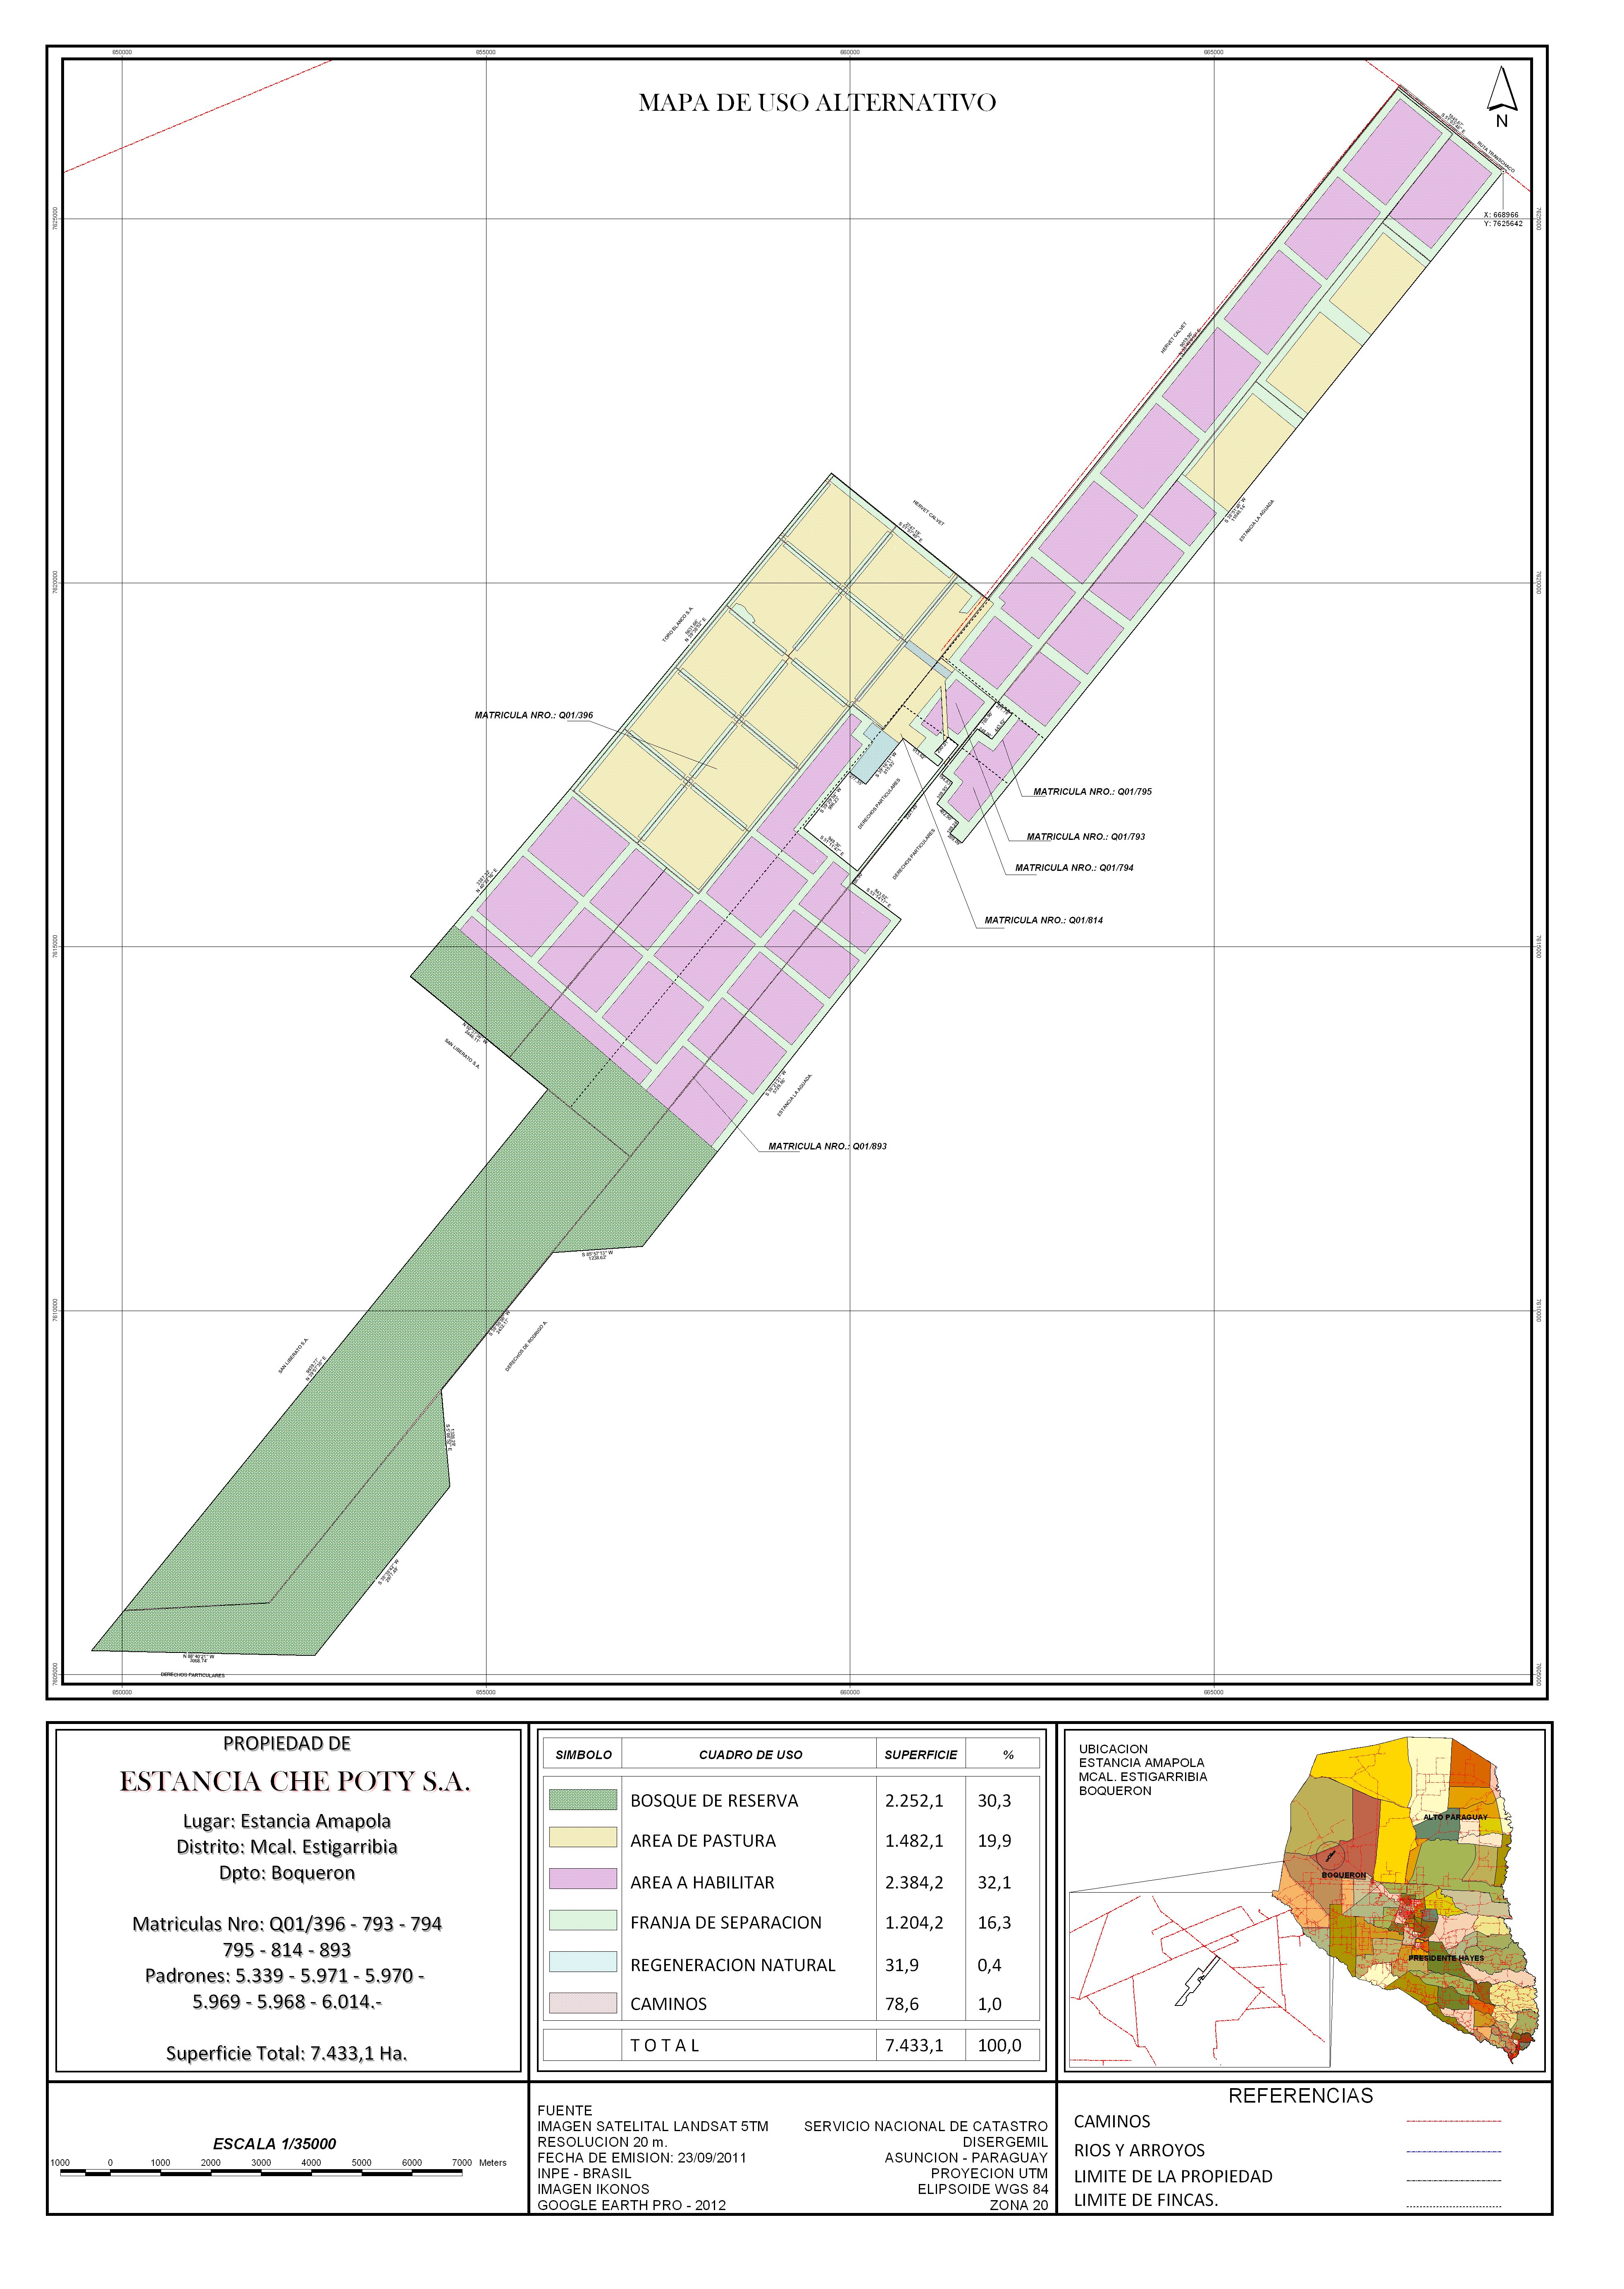 650000
655000
660000
665000
MAPA DE USO ALTERNATIVO
N
RUTA TRANSCHACO
X: 668966
Y: 7625642
7625000
7625000
HERVET CALVET
ESTANCIA LA AGUADA
HERVET CALVET
7620000
7620000
TORO BLANCO S.A.
MATRICULA NRO.: Q01/396
DERECHOS PARTICULARES
DERECHOS PARTICULARES
MATRICULA NRO.: Q01/795
MATRICULA NRO.: Q01/793
MATRICULA NRO.: Q01/794
MATRICULA NRO.: Q01/814
7615000
7615000
SAN LIBERATO S.A.
ESTANCIA LA AGUADA
MATRICULA NRO.: Q01/893
7610000
7610000
SAN LIBERATO S.A.
DERECHOS DE RODRIGO A.
N 88°40'21" W
3068.74'
DERECHOS PARTICULARES
7605000
7605000
650000
655000
660000
665000
PROPIEDAD DE
ESTANCIA CHE POTY S.A.
Lugar: Estancia Amapola
Distrito: Mcal. Estigarribia
Dpto: Boqueron
Matriculas Nro: Q01/396 - 793 - 794
795 - 814 - 893
Padrones: 5.339 - 5.971 - 5.970 -
5.969 - 5.968 - 6.014.-
Superficie Total: 7.433,1 Ha.
SIMBOLO CUADRO DE USO SUPERFICIE %
BOSQUE DE RESERVA 2.252,1 30,3
AREA DE PASTURA 1.482,1 19,9
AREA A HABILITAR 2.384,2 32,1
FRANJA DE SEPARACION 1.204,2 16,3
REGENERACION NATURAL 31,9 0,4
CAMINOS 78,6 1,0
T O T A L 7.433,1 100,0
UBICACION
ESTANCIA AMAPOLA
MCAL. ESTIGARRIBIA
BOQUERON
ALTO PARAGUAY
BOQUERON
PRESIDENTE HAYES
ESCALA 1/35000
1000 0 1000 2000 3000 4000 5000 6000 7000 Meters
FUENTE
IMAGEN SATELITAL LANDSAT 5TM
RESOLUCION 20 m.
FECHA DE EMISION: 23/09/2011
INPE - BRASIL
IMAGEN IKONOS
GOOGLE EARTH PRO - 2012
SERVICIO NACIONAL DE CATASTRO
DISERGEMIL
ASUNCION - PARAGUAY
PROYECION UTM
ELIPSOIDE WGS 84
ZONA 20
REFERENCIAS
CAMINOS
RIOS Y ARROYOS
LIMITE DE LA PROPIEDAD
LIMITE DE FINCAS.